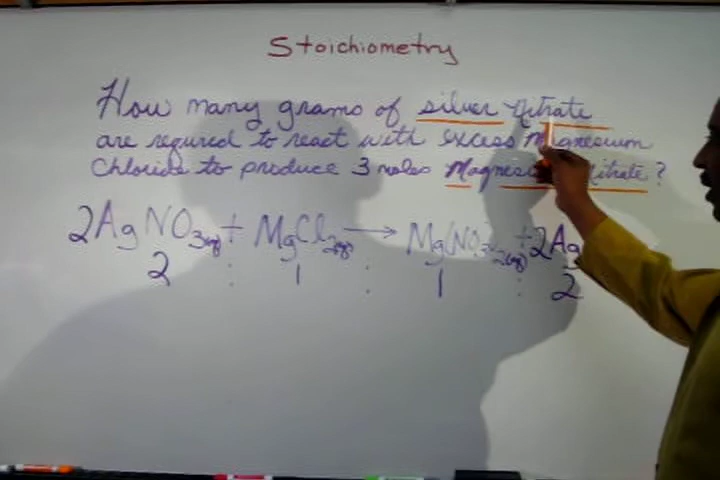 Stoichiometry
How many grams of silver nitrate
are required to react with excess Magnesium
Chloride to produce 3 moles Nitrate?
2AgNO3(aq) + MgCl2(aq) → Mg(NO3)2(aq) + 2Ag
2 : 1 : 1 : 2